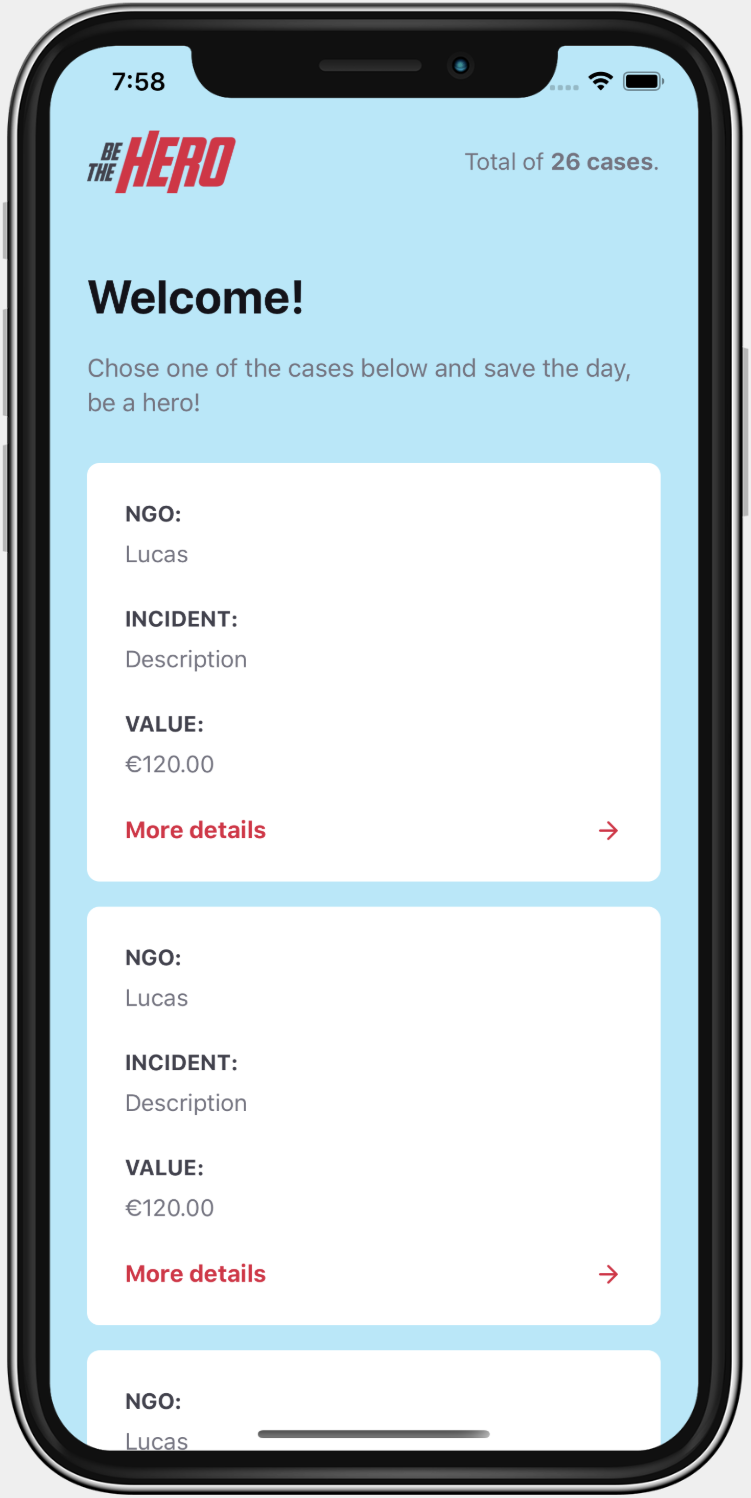 7:58
BE THE HERO
Total of 26 cases.
Welcome!
Chose one of the cases below and save the day,
be a hero!
NGO:
Lucas
INCIDENT:
Description
VALUE:
€120.00
More details
NGO:
Lucas
INCIDENT:
Description
VALUE:
€120.00
More details
NGO:
Lucas